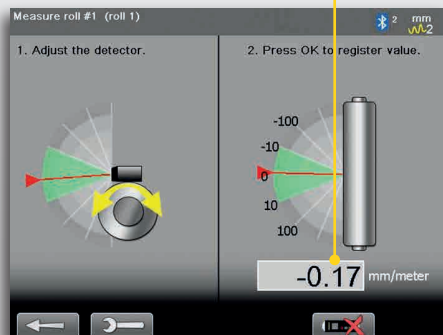 Measure roll #1 (roll 1)
2
mm
2
1. Adjust the detector.
2. Press OK to register value.
-100
-10
0
10
100
-0.17 mm/meter